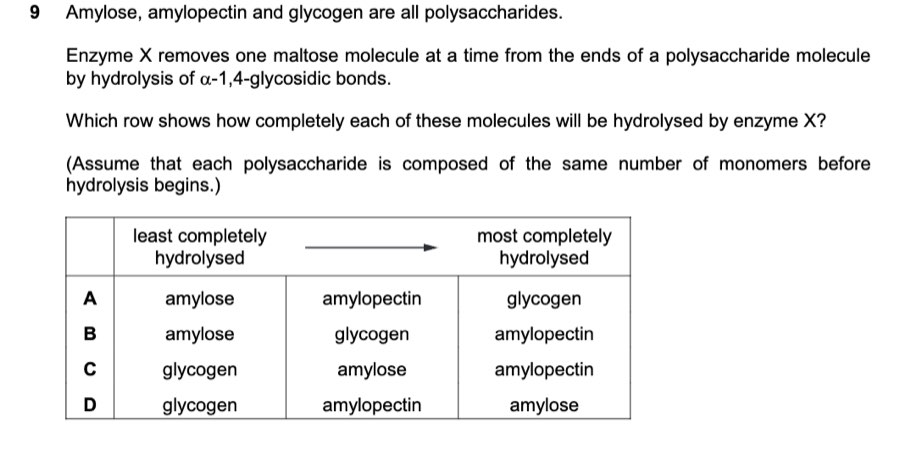 9 Amylose, amylopectin and glycogen are all polysaccharides.
Enzyme X removes one maltose molecule at a time from the ends of a polysaccharide molecule
by hydrolysis of α-1,4-glycosidic bonds.
Which row shows how completely each of these molecules will be hydrolysed by enzyme X?
(Assume that each polysaccharide is composed of the same number of monomers before
hydrolysis begins.)
least completely most completely
hydrolysed hydrolysed
A amylose amylopectin glycogen
B amylose glycogen amylopectin
C glycogen amylose amylopectin
D glycogen amylopectin amylose